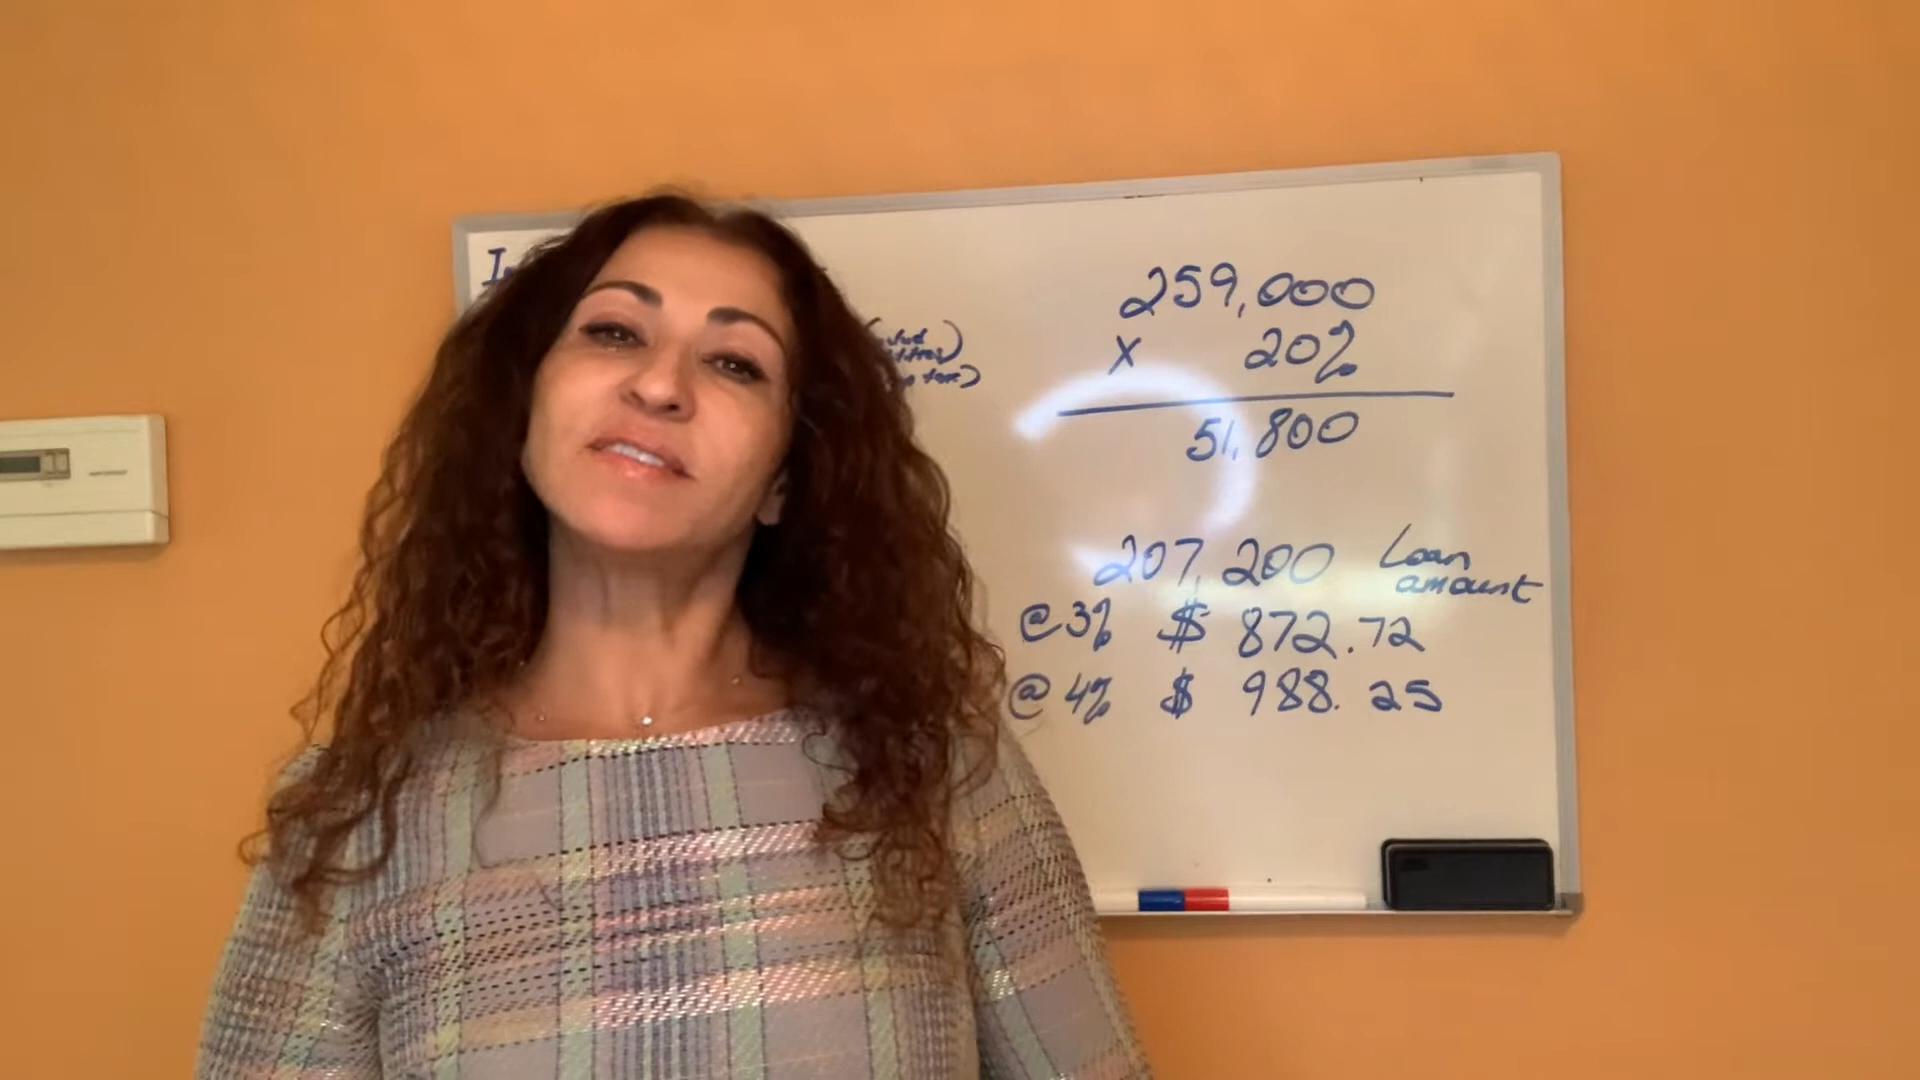 259,000
x 20%
51,800
207,200 Loan amount
@ 3% $ 872.72
@ 4% $ 988.25